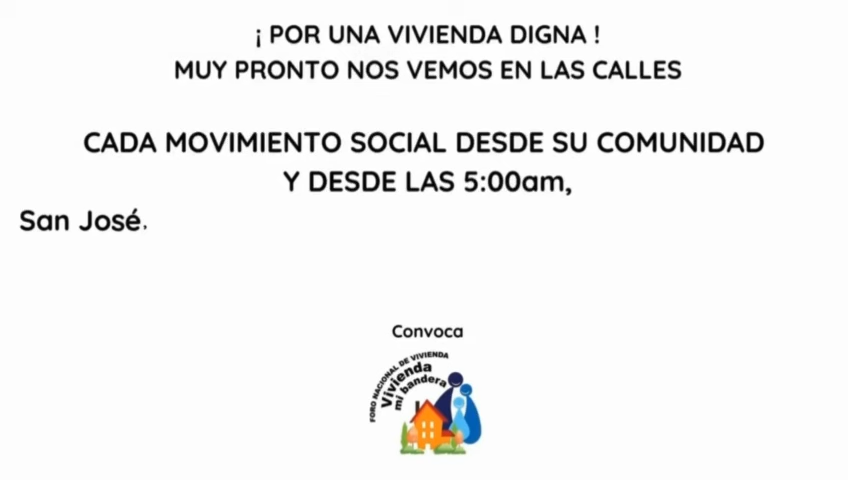 ¡ POR UNA VIVIENDA DIGNA !
MUY PRONTO NOS VEMOS EN LAS CALLES
CADA MOVIMIENTO SOCIAL DESDE SU COMUNIDAD
Y DESDE LAS 5:00am,
San José,
Convoca
FORO NACIONAL DE VIVIENDA
Vivienda
mi bandera